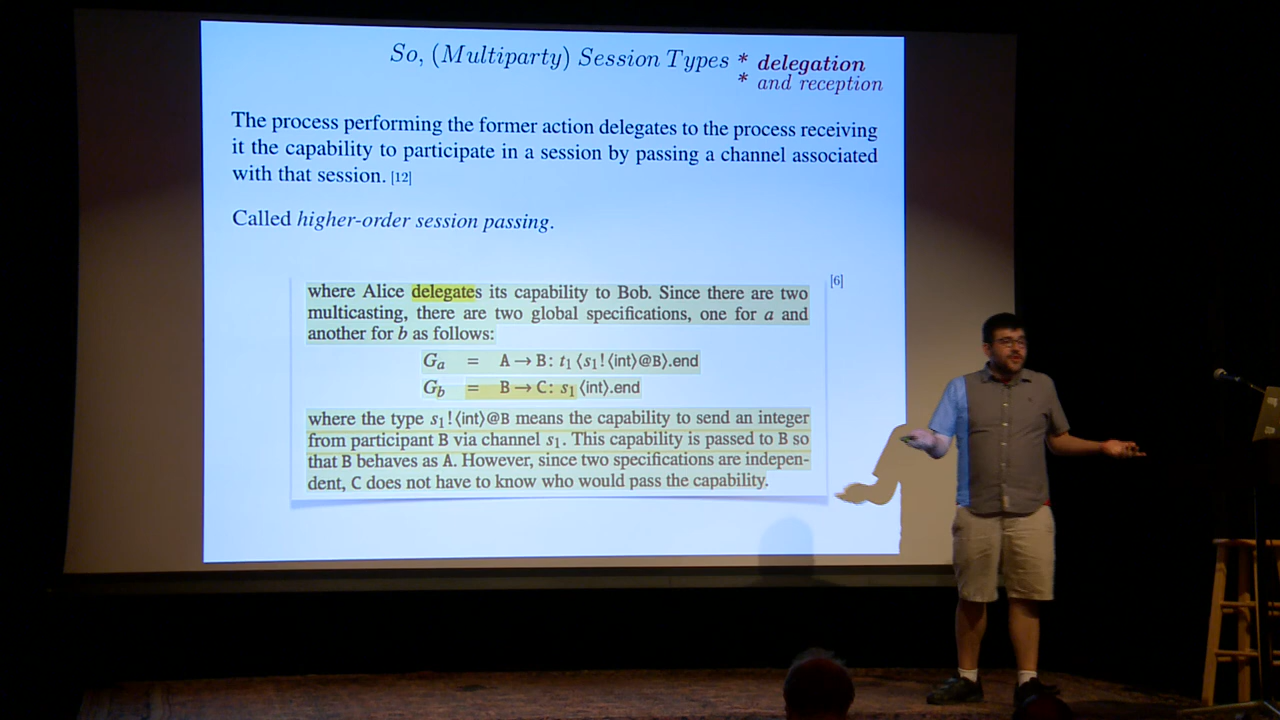 So, (Multiparty) Session Types * delegation
* and reception
The process performing the former action delegates to the process receiving
it the capability to participate in a session by passing a channel associated
with that session. [12]
Called higher-order session passing.
[6]
where Alice delegates its capability to Bob. Since there are two
multicasting, there are two global specifications, one for a and
another for b as follows:
Gₐ = A → B: t₁⟨s₁!⟨int⟩@B⟩.end
G_b = B → C: s₁⟨int⟩.end
where the type s₁!⟨int⟩@B means the capability to send an integer
from participant B via channel s₁. This capability is passed to B so
that B behaves as A. However, since two specifications are indepen-
dent, C does not have to know who would pass the capability.